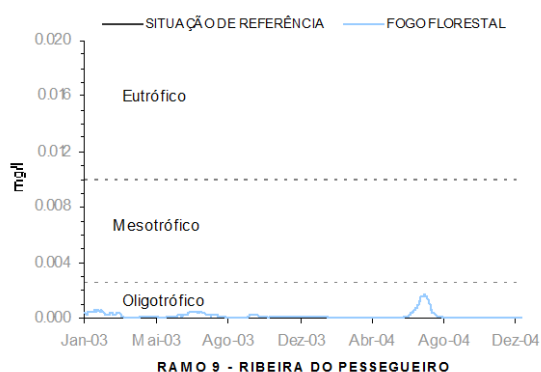 SITUAÇÃO DE REFERÊNCIA FOGO FLORESTAL
0.020
0.016
Eutrófico
0.012
mg/l
0.008
Mesotrófico
0.004
Oligotrófico
0.000
Jan-03 Mai-03 Ago-03 Dez-03 Abr-04 Ago-04 Dez-04
RAMO 9 - RIBEIRA DO PESSEGUEIRO